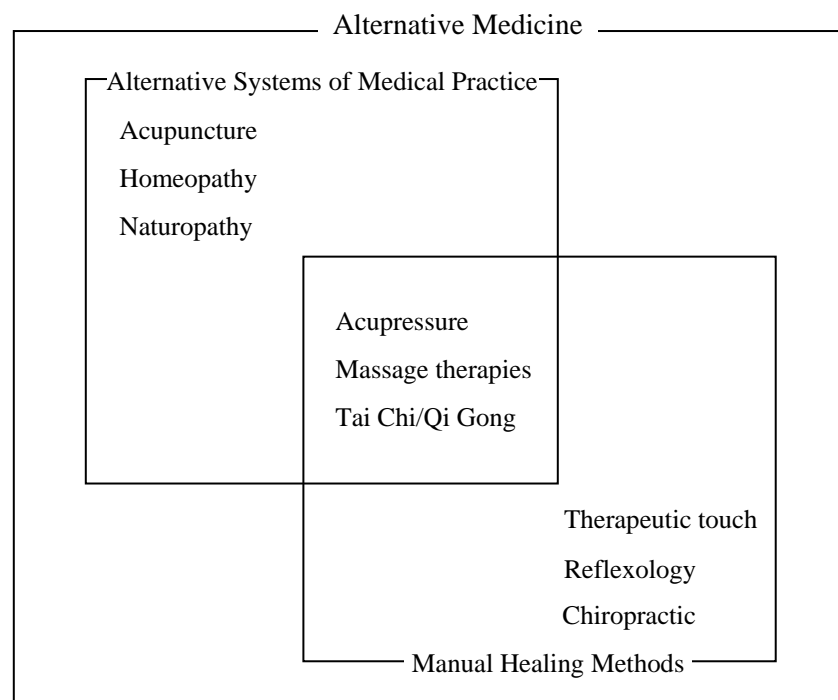 Alternative Medicine
Alternative Systems of Medical Practice
Acupuncture
Homeopathy
Naturopathy
Acupressure
Massage therapies
Tai Chi/Qi Gong
Therapeutic touch
Reflexology
Chiropractic
Manual Healing Methods